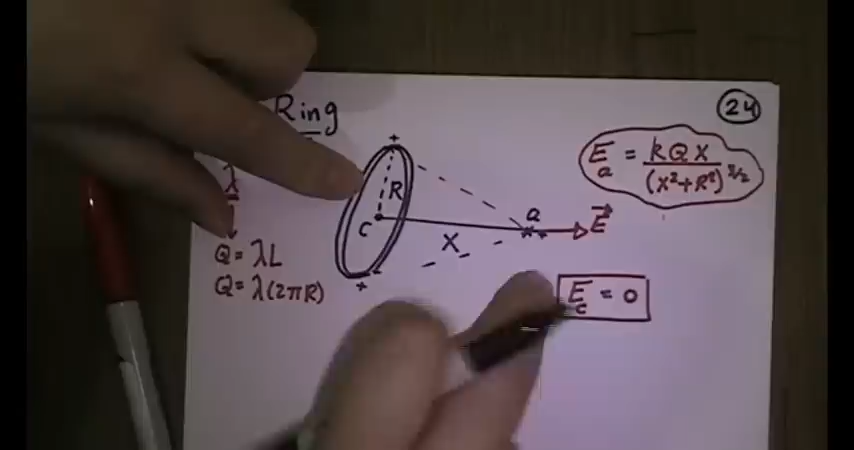 24
Ring
E_a = kQX / (X² + R²)^3/2
λ
+
R
a
E⃗
C
X
Q = λL
Q = λ(2πR)
+
E_c = 0